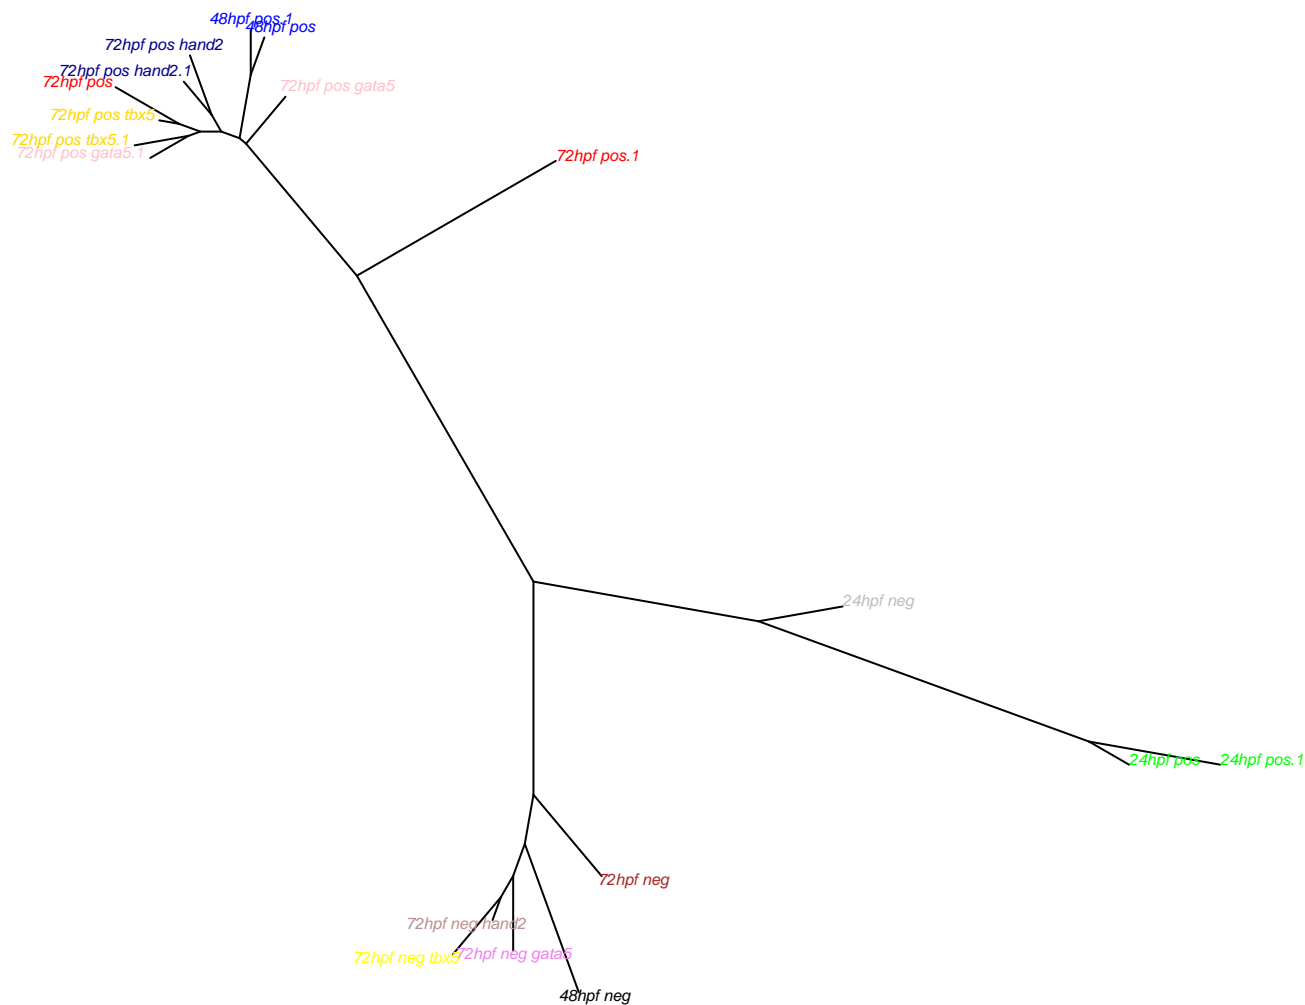 48hpf pos.1
48hpf pos
72hpf pos hand2
72hpf pos hand2.1
72hpf pos
72hpf pos gata5
72hpf pos tbx5
72hpf pos tbx5.1
72hpf pos gata5.1
72hpf pos.1
24hpf neg
24hpf pos
24hpf pos.1
72hpf neg
72hpf neg hand2
72hpf neg tbx5
72hpf neg gata5
48hpf neg